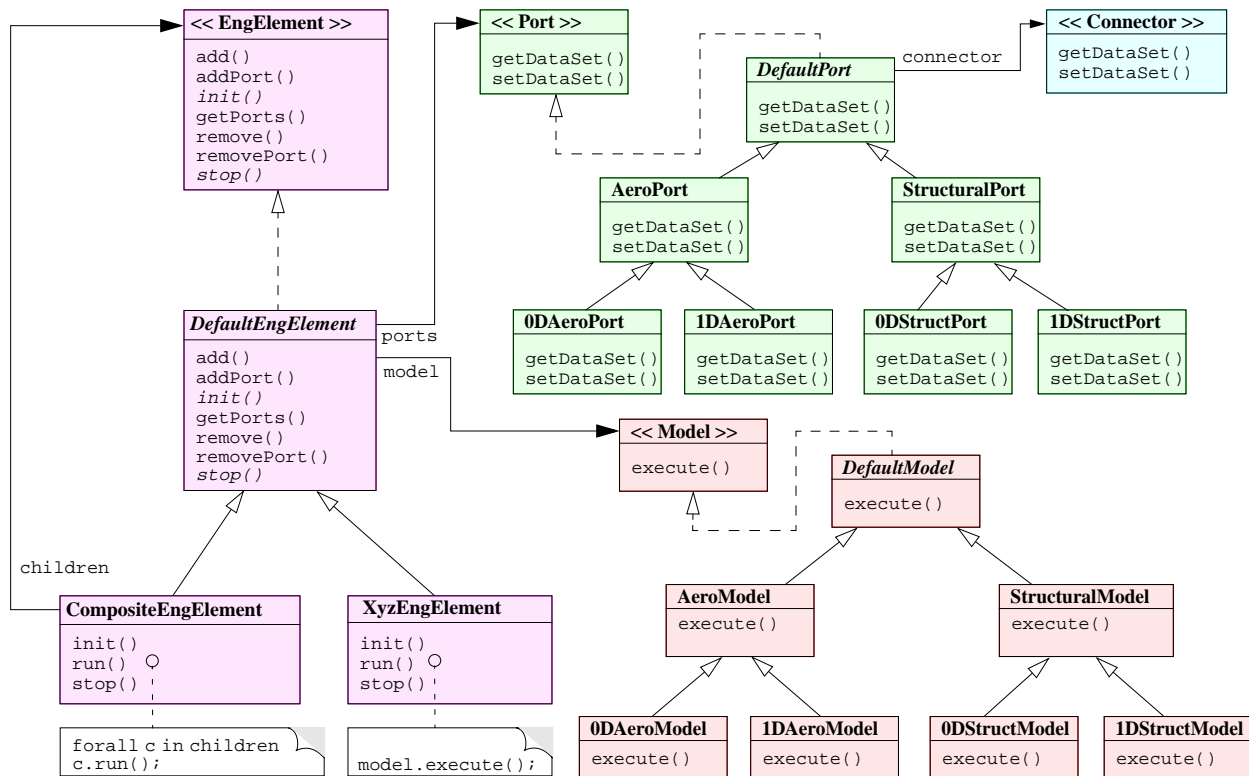 << EngElement >>
add()
addPort()
init()
getPorts()
remove()
removePort()
stop()
<< Port >>
getDataSet()
setDataSet()
DefaultPort
getDataSet()
setDataSet()
connector
<< Connector >>
getDataSet()
setDataSet()
AeroPort
getDataSet()
setDataSet()
StructuralPort
getDataSet()
setDataSet()
0DAeroPort
getDataSet()
setDataSet()
1DAeroPort
getDataSet()
setDataSet()
0DStructPort
getDataSet()
setDataSet()
1DStructPort
getDataSet()
setDataSet()
DefaultEngElement
add()
addPort()
init()
getPorts()
remove()
removePort()
stop()
ports
model
<< Model >>
execute()
DefaultModel
execute()
children
CompositeEngElement
init()
run()
stop()
XyzEngElement
init()
run()
stop()
AeroModel
execute()
StructuralModel
execute()
forall c in children
c.run();
model.execute();
0DAeroModel
execute()
1DAeroModel
execute()
0DStructModel
execute()
1DStructModel
execute()